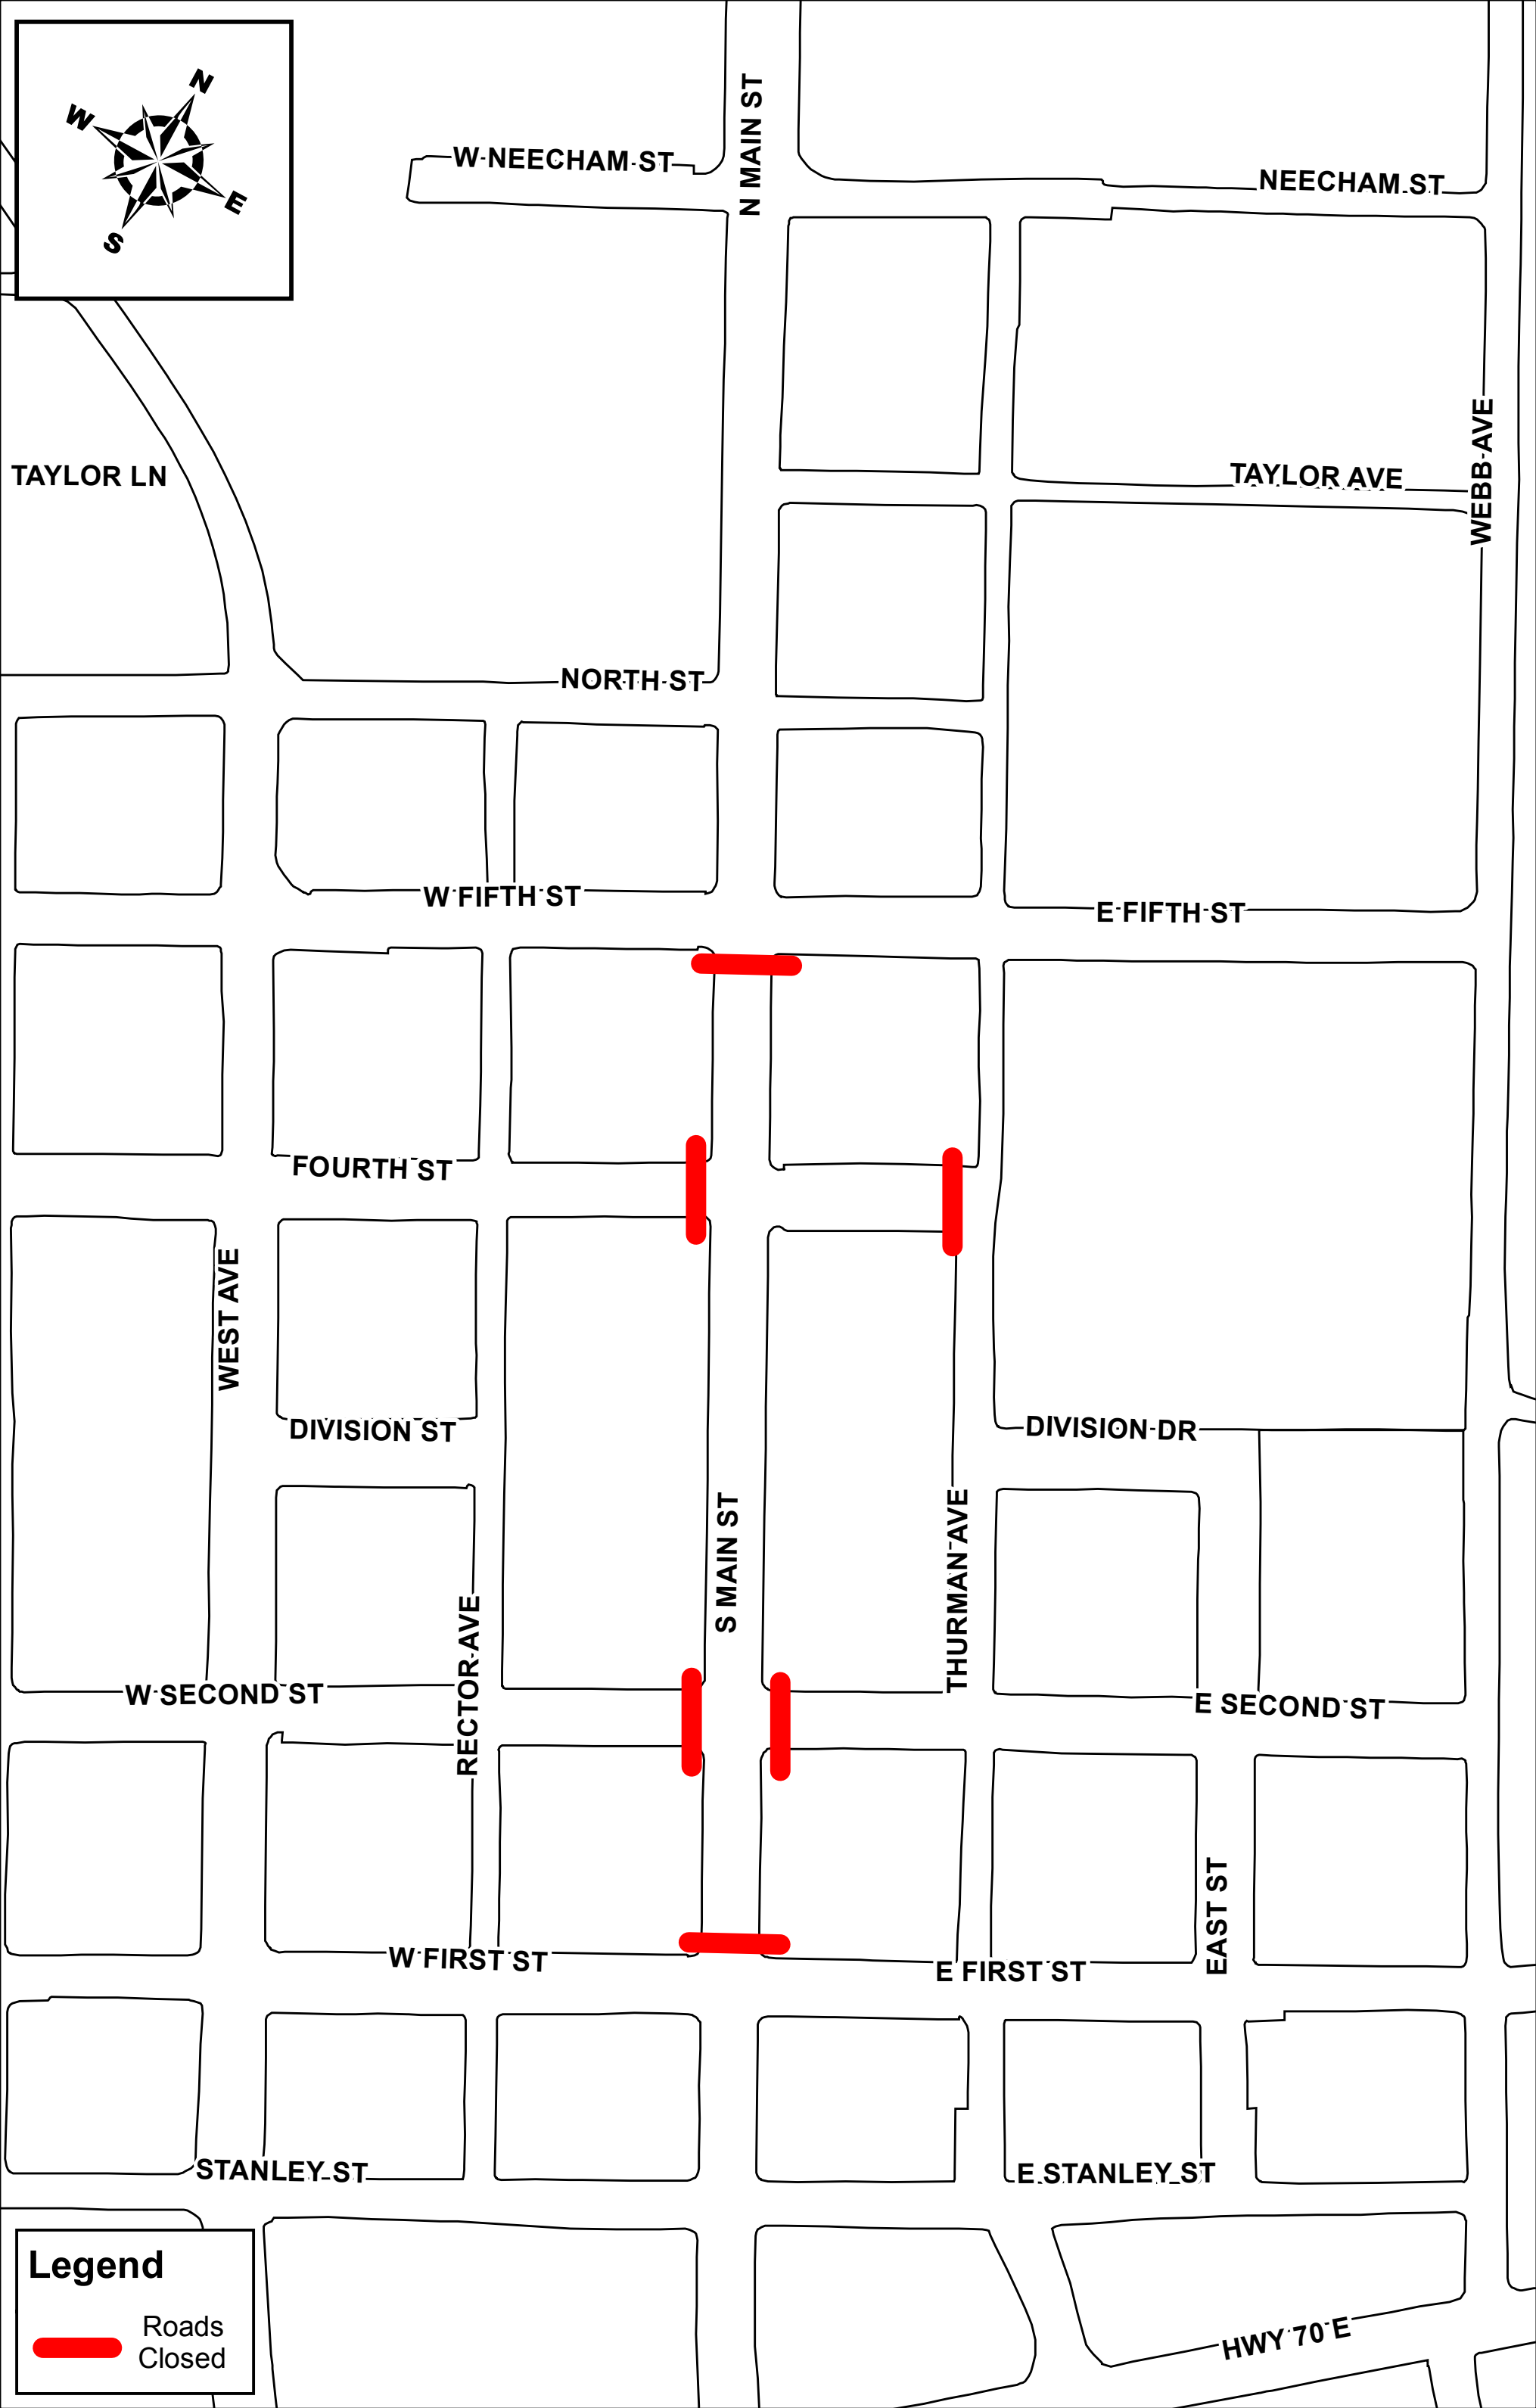 N
W
E
S
N MAIN ST
W NEECHAM ST
NEECHAM ST
TAYLOR LN
TAYLOR AVE
WEBB AVE
NORTH ST
W FIFTH ST
E FIFTH ST
FOURTH ST
WEST AVE
DIVISION ST
DIVISION DR
S MAIN ST
THURMAN AVE
RECTOR AVE
W SECOND ST
E SECOND ST
EAST ST
W FIRST ST
E FIRST ST
STANLEY ST
E STANLEY ST
HWY 70 E
Legend
Roads
Closed